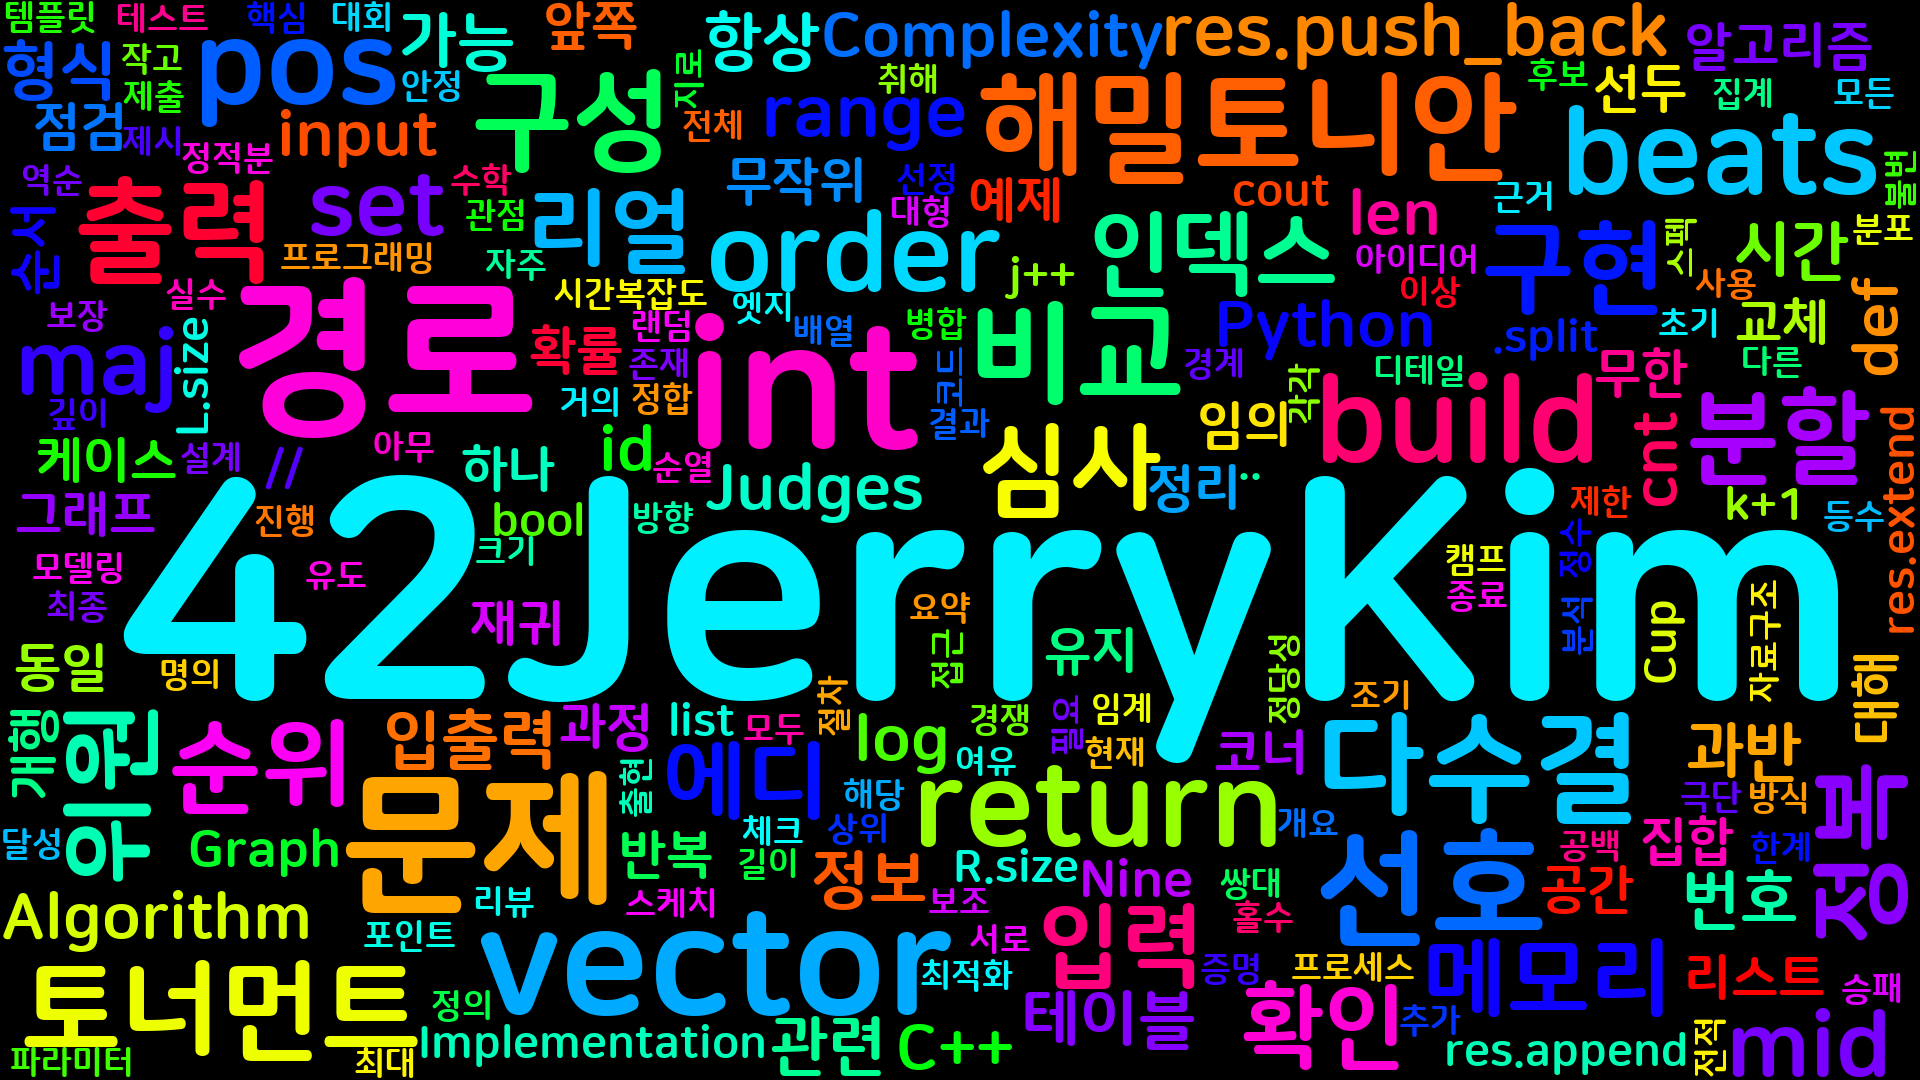 템플릿 테스트 핵심 대회 가능 앞쪽 항상 Complexity res.push_back 알고리즘
형식 작고 pos 안정 구성 지로 취해 해밀토니안 후보 선두 집계 모든
점검 제출 제시 input 전체 range beats
역순 정적분 set 수학 관점 리얼 무작위 선정 대형 예제 cout len 근거 불변
순서 출력 프로그래밍 자주 order 인덱스 아이디어 구현 스펙 시간 분포
보장 실수 경로 시간복잡도 엣지 j++ 이상 사용 def
maj L.size 확률 랜덤 존재 배열 int 병합 비교 Python .split 초기 교체
깊이 거의 정합 코니 결과 경계 각각 디테일 무한 다른
케이스 설계 // 아무 하나 id 순열 심사 임의 build cnt 분할 res.extend
그래프 진행 bool 방향 Judges 정리 .. 제한 k+1 등수
모델링 최종 유도 크기 42JerryKim 캠프 종료 정수
동일 명의 재귀 요약 접근 유지 정당성 조기 분석 Cup 자료구조 대해
개행 위원 순위 입출력 과정 list 모두 절차 log 경쟁 여유 필여 임계 현재 코너 다수결 과반 정복
달성 Graph 문제 출현 에디 해당 return 개요 극단 방식
반복 체크 길이 상위 선호 공백 집합 한계
Algorithm 리뷰 스케치 정보 보조 R.size Nine 쌍대 홀수 공간 번호
토너먼트 포인트 vector 서로 입력 증명 프로세스 메모리 리스트 승패
정의 최적화 테이블 확인 추가
파라미터 최대 Implementation 관련 C++ res.append 전적 mid